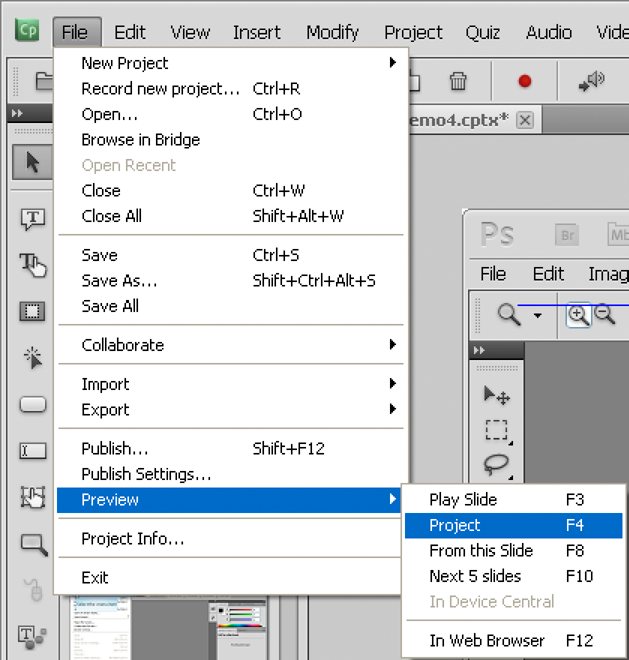 Cp File Edit View Insert Modify Project Quiz Audio Vide
New Project
Record new project... Ctrl+R
Open... Ctrl+O
emo4.cptx*
Browse in Bridge
Open Recent
Close Ctrl+W
Close All Shift+Alt+W
Save Ctrl+S
Save As... Shift+Ctrl+Alt+S
Save All
Collaborate
Import
Export
Publish... Shift+F12
Publish Settings...
Preview
Project Info...
Exit
Ps Br Mb
File Edit Imag
Play Slide F3
Project F4
From this Slide F8
Next 5 slides F10
In Device Central
In Web Browser F12